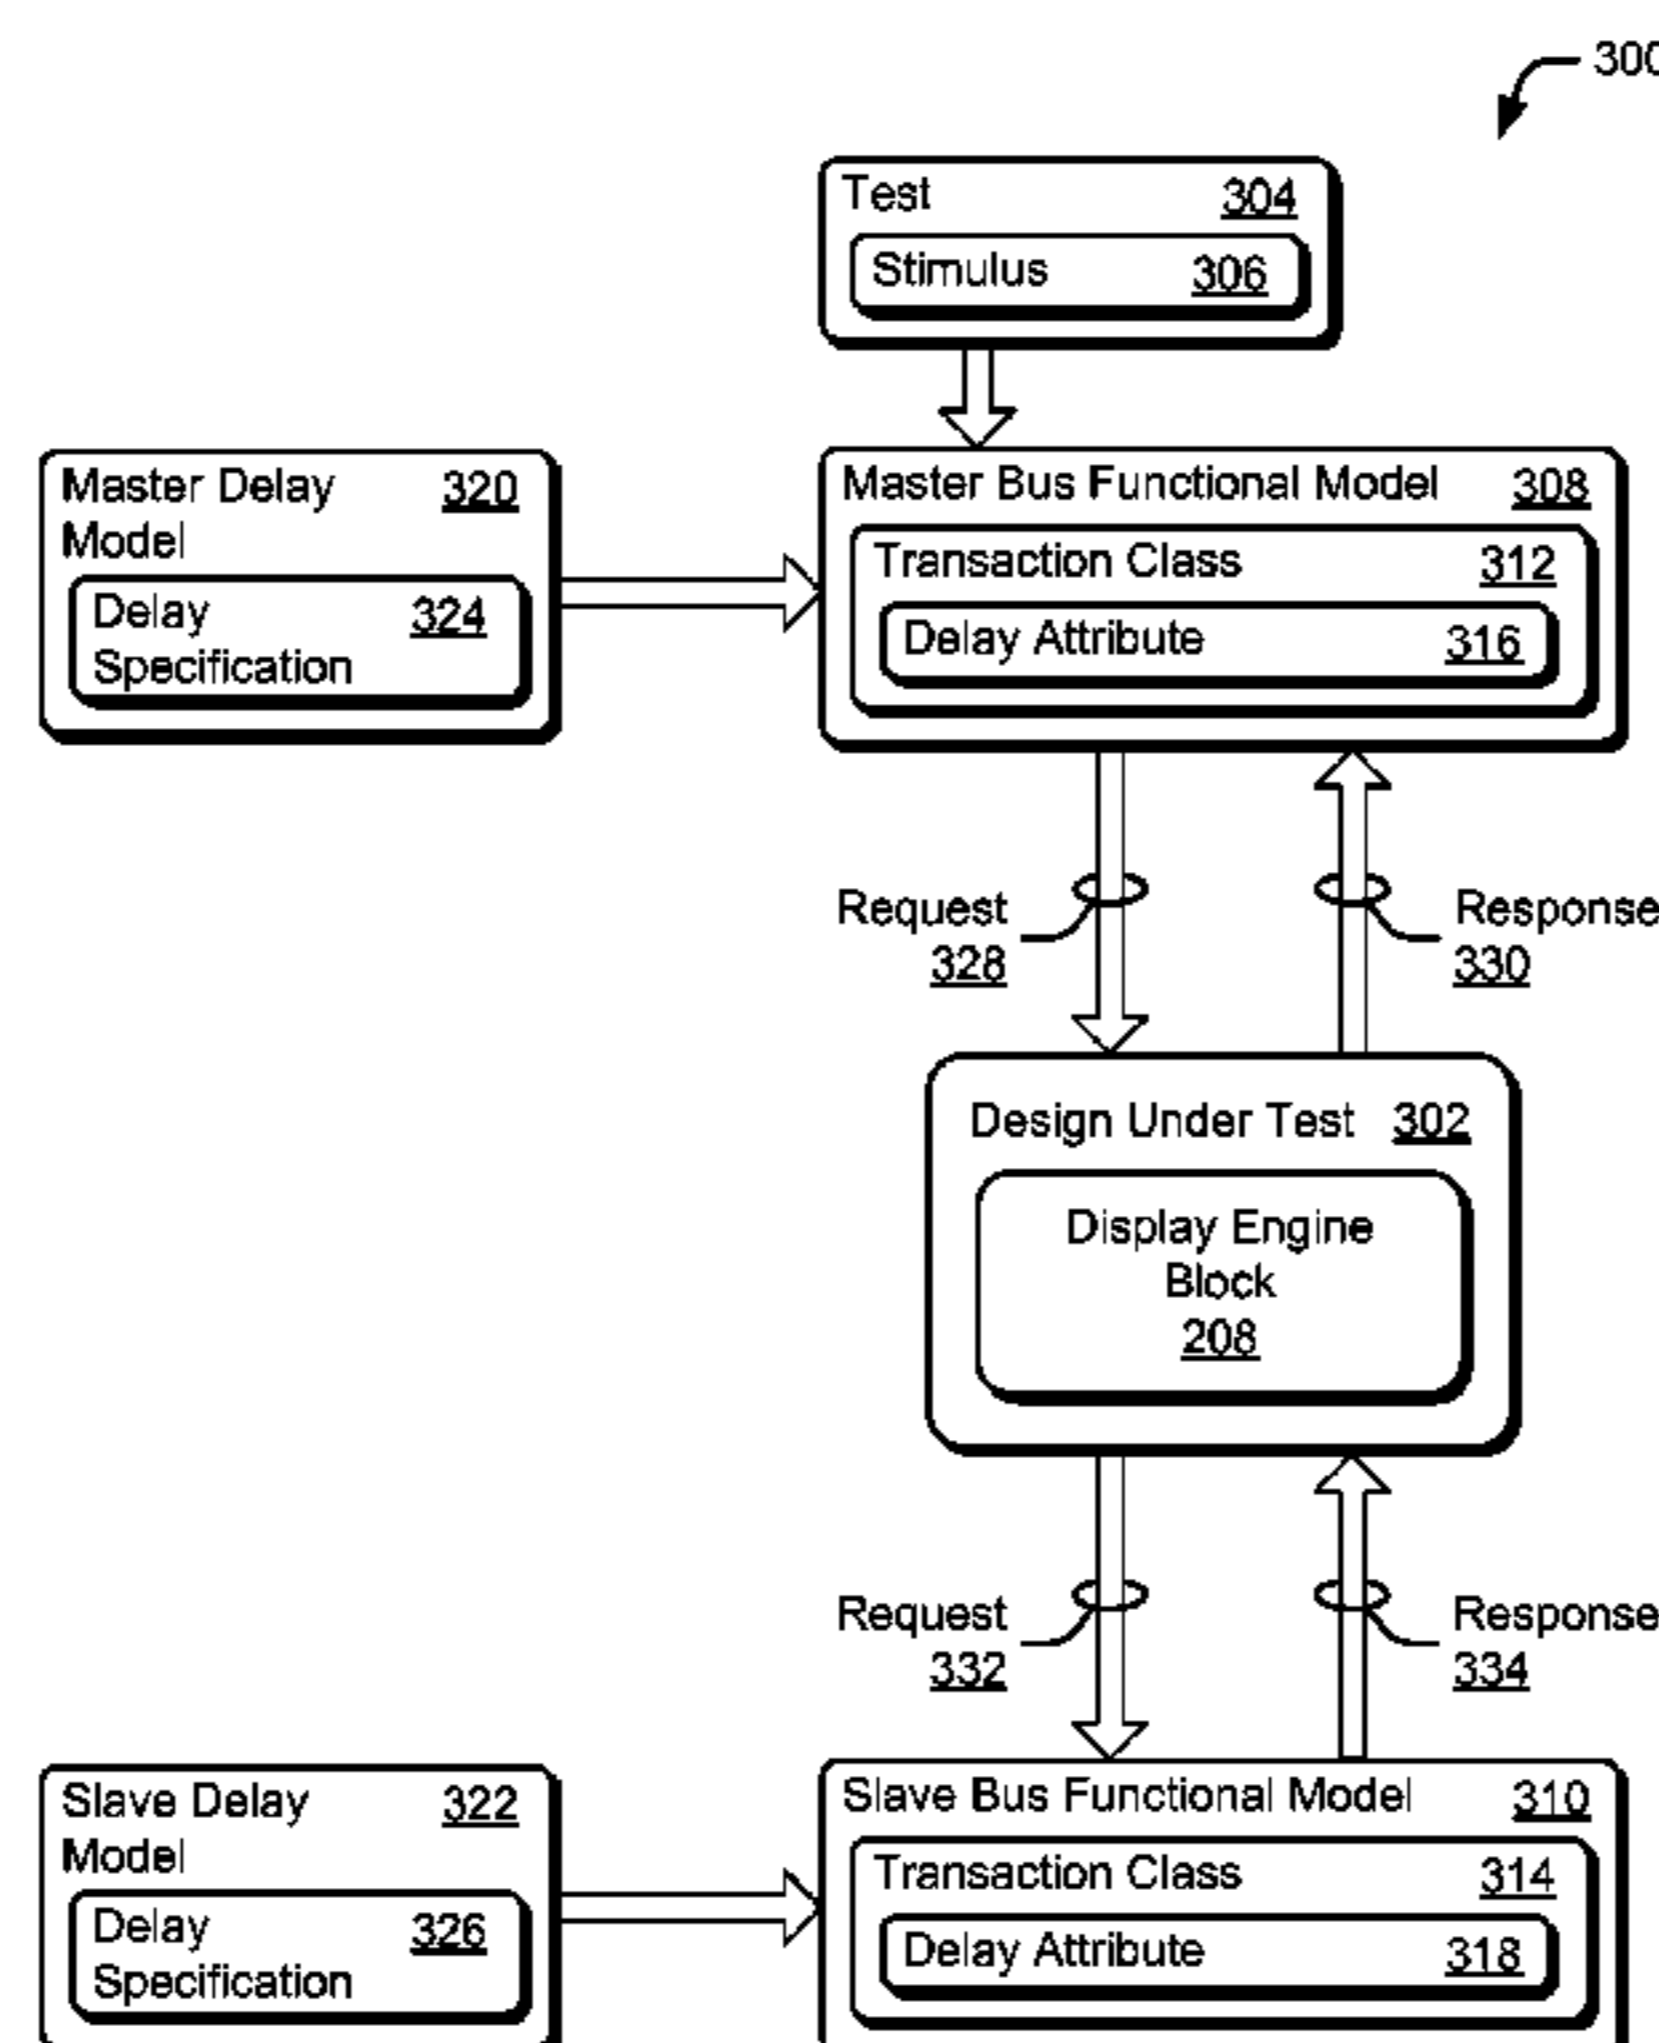 300
Test 304
Stimulus 306
Master Delay 320
Model
Delay 324
Specification
Master Bus Functional Model 308
Transaction Class 312
Delay Attribute 316
Request
328
Response
330
Design Under Test 302
Display Engine
Block
208
Request
332
Response
334
Slave Delay 322
Model
Delay 326
Specification
Slave Bus Functional Model 310
Transaction Class 314
Delay Attribute 318